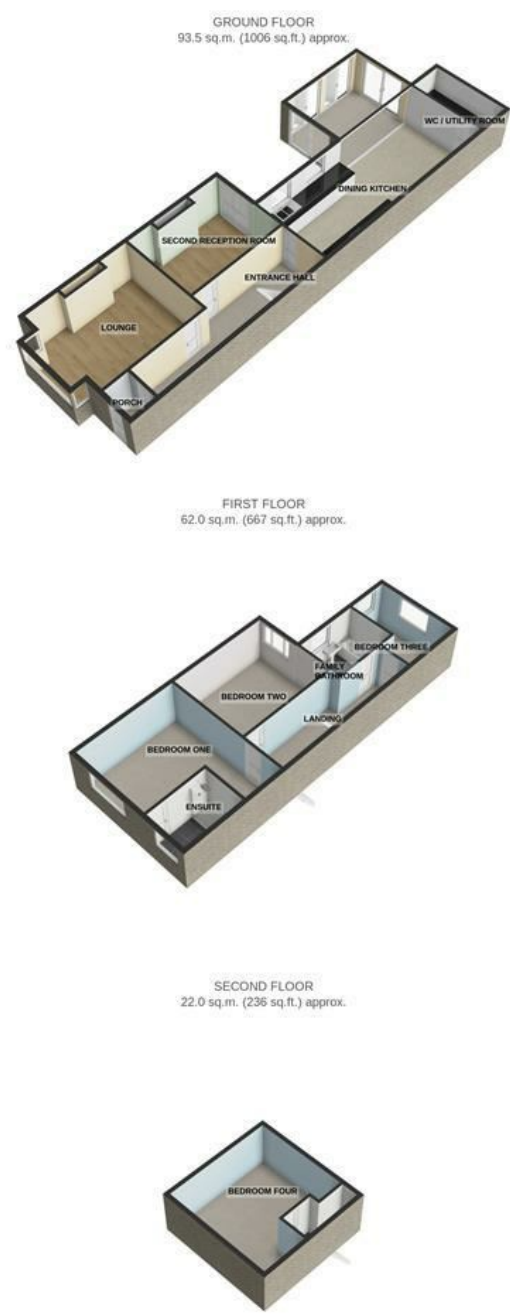 GROUND FLOOR
93.5 sq.m. (1006 sq.ft.) approx.
WC / UTILITY ROOM
DINING KITCHEN
SECOND RECEPTION ROOM
ENTRANCE HALL
LOUNGE
PORCH
FIRST FLOOR
62.0 sq.m. (667 sq.ft.) approx.
BEDROOM THREE
FAMILY
BATHROOM
BEDROOM TWO
LANDING
BEDROOM ONE
ENSUITE
SECOND FLOOR
22.0 sq.m. (236 sq.ft.) approx.
BEDROOM FOUR